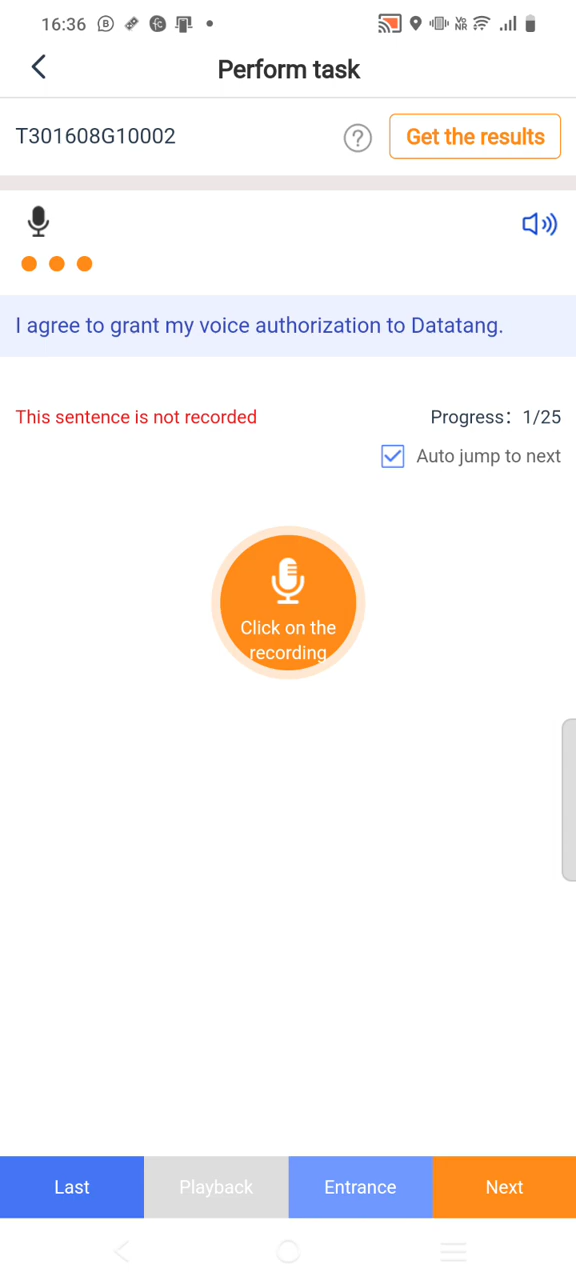 16:36
Perform task
T301608G10002
Get the results
I agree to grant my voice authorization to Datatang.
This sentence is not recorded
Progress: 1/25
Auto jump to next
Click on the
recording
Last
Playback
Entrance
Next